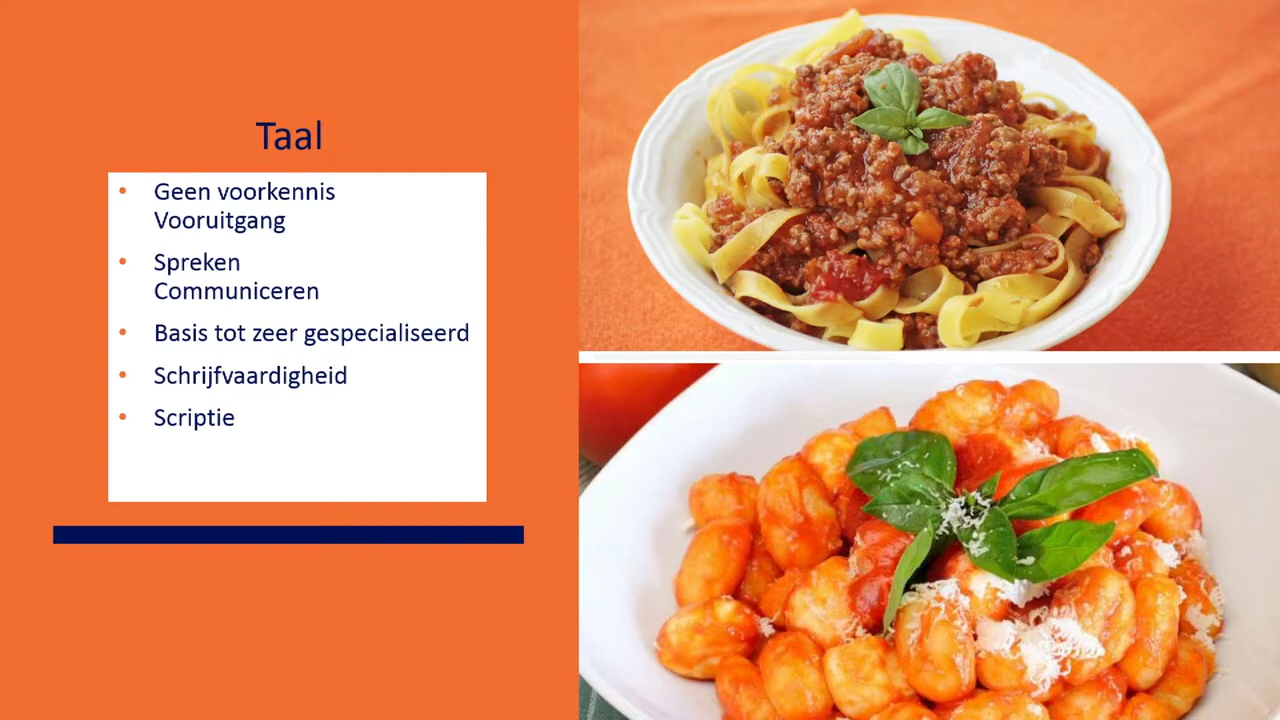 Taal
• Geen voorkennis
Vooruitgang
• Spreken
Communiceren
• Basis tot zeer gespecialiseerd
• Schrijfvaardigheid
• Scriptie